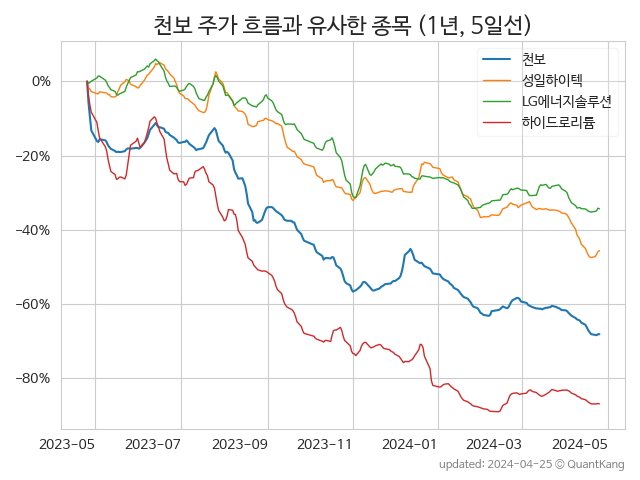 천보 주가 흐름과 유사한 종목 (1년, 5일선)
천보
성일하이텍
LG에너지솔루션
하이드로리튬
0%
−20%
−40%
−60%
−80%
2023-05 2023-07 2023-09 2023-11 2024-01 2024-03 2024-05
updated: 2024-04-25 © QuantKang